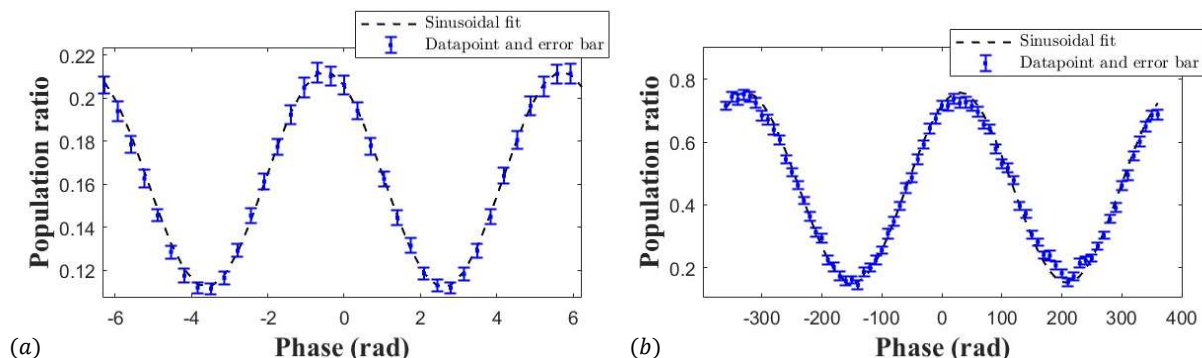 Sinusoidal fit
Datapoint and error bar
0.22
0.2
0.18
0.16
0.14
0.12
Population ratio
-6
-4
-2
0
2
4
6
Phase (rad)
(a)
Sinusoidal fit
Datapoint and error bar
0.8
0.6
0.4
0.2
Population ratio
-300
-200
-100
0
100
200
300
400
Phase (rad)
(b)